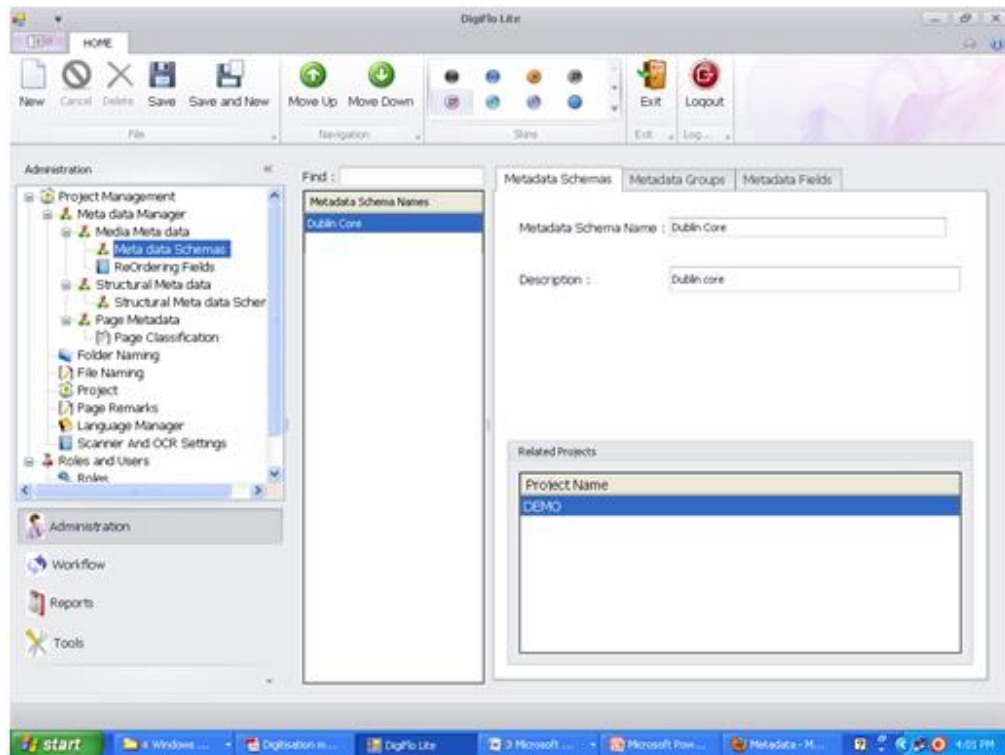 DigiFlo Lite
HOME
New Cancel Delete Save Save and New Move Up Move Down Exit Logout
File Navigation Skins Exit Log...
Administration
Project Management
Meta data Manager
Media Meta data
Meta data Schemas
ReOrdering Fields
Structural Meta data
Structural Meta data Scher
Page Metadata
Page Classification
Folder Naming
File Naming
Project
Page Remarks
Language Manager
Scanner And OCR Settings
Roles and Users
Roles
Administration
Workflow
Reports
Tools
Find :
Metadata Schema Names
Dublin Core
Metadata Schemas Metadata Groups Metadata Fields
Metadata Schema Name : Dublin Core
Description : Dublin core
Related Projects
Project Name
DEMO
start Windows ... Digitisation m... DigiFlo Lite 3 Microsoft ... Microsoft Pow... Metadata - M... 4:01 PM